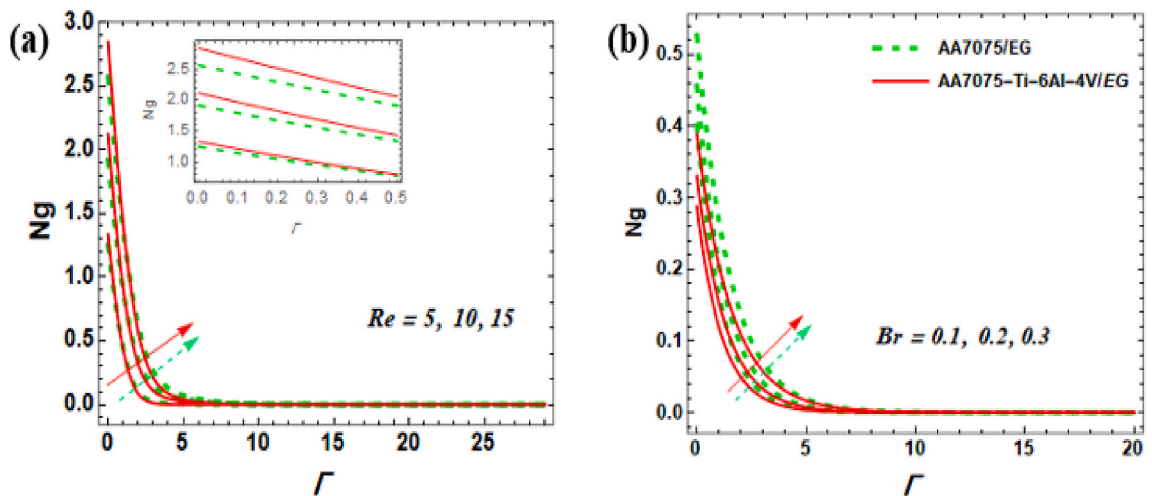 (a)
3.0
2.5
2.0
1.5
1.0
0.5
0.0
Ng
2.5
2.0
1.5
1.0
Ng
0.0 0.1 0.2 0.3 0.4 0.5
Γ
Re = 5, 10, 15
0 5 10 15 20 25
Γ
(b)
0.5
0.4
0.3
0.2
0.1
0.0
Ng
AA7075/EG
AA7075-Ti-6Al-4V/EG
Br = 0.1, 0.2, 0.3
0 5 10 15 20
Γ